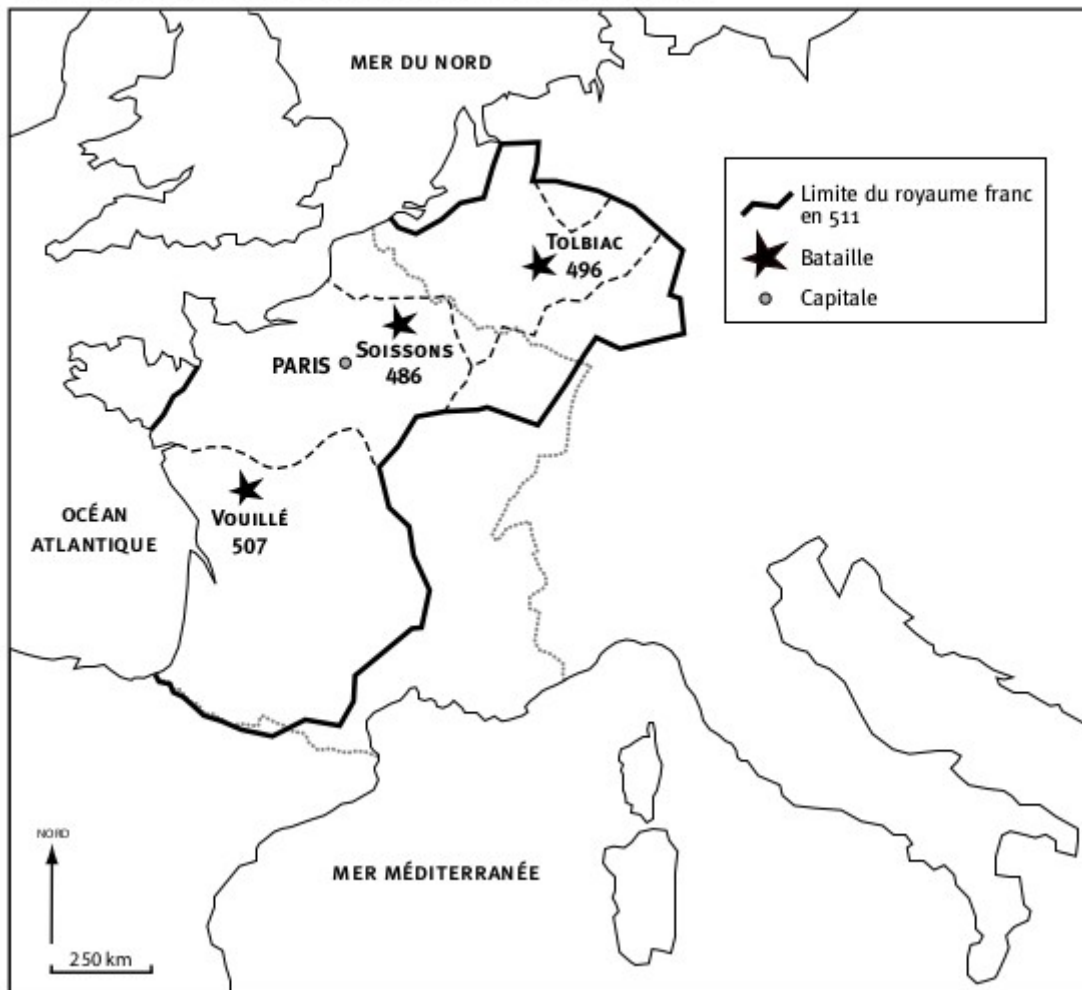 MER DU NORD
Limite du royaume franc
en 511
Bataille
Capitale
TOLBIAC
496
PARIS
SOISSONS
486
VOUILLÉ
507
OCÉAN
ATLANTIQUE
NORD
250 km
MER MÉDITERRANÉE